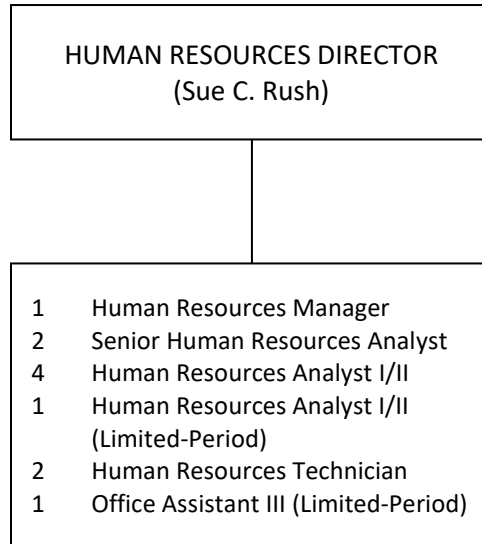 HUMAN RESOURCES DIRECTOR
(Sue C. Rush)
1 Human Resources Manager
2 Senior Human Resources Analyst
4 Human Resources Analyst I/II
1 Human Resources Analyst I/II
(Limited-Period)
2 Human Resources Technician
1 Office Assistant III (Limited-Period)